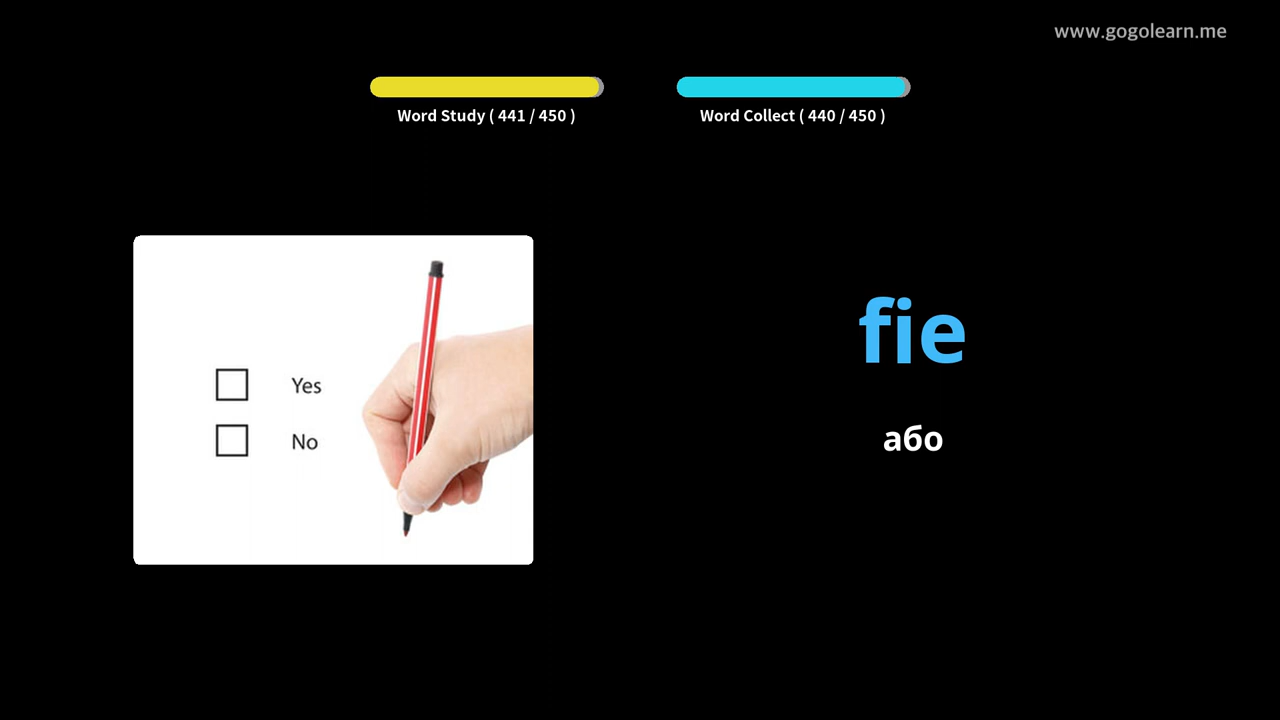 www.gogolearn.me
Word Study ( 441 / 450 )
Word Collect ( 440 / 450 )
Yes
No
fie
або